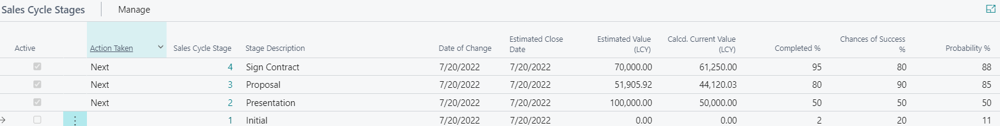 Sales Cycle Stages Manage
Active Action Taken Sales Cycle Stage Stage Description Date of Change Estimated Close Date Estimated Value (LCY) Calcd. Current Value (LCY) Completed % Chances of Success % Probability %
Next 4 Sign Contract 7/20/2022 7/20/2022 70,000.00 61,250.00 95 80 88
Next 3 Proposal 7/20/2022 7/20/2022 51,905.92 44,120.03 80 90 85
Next 2 Presentation 7/20/2022 7/20/2022 100,000.00 50,000.00 50 50 50
1 Initial 7/20/2022 7/20/2022 0.00 0.00 2 20 11